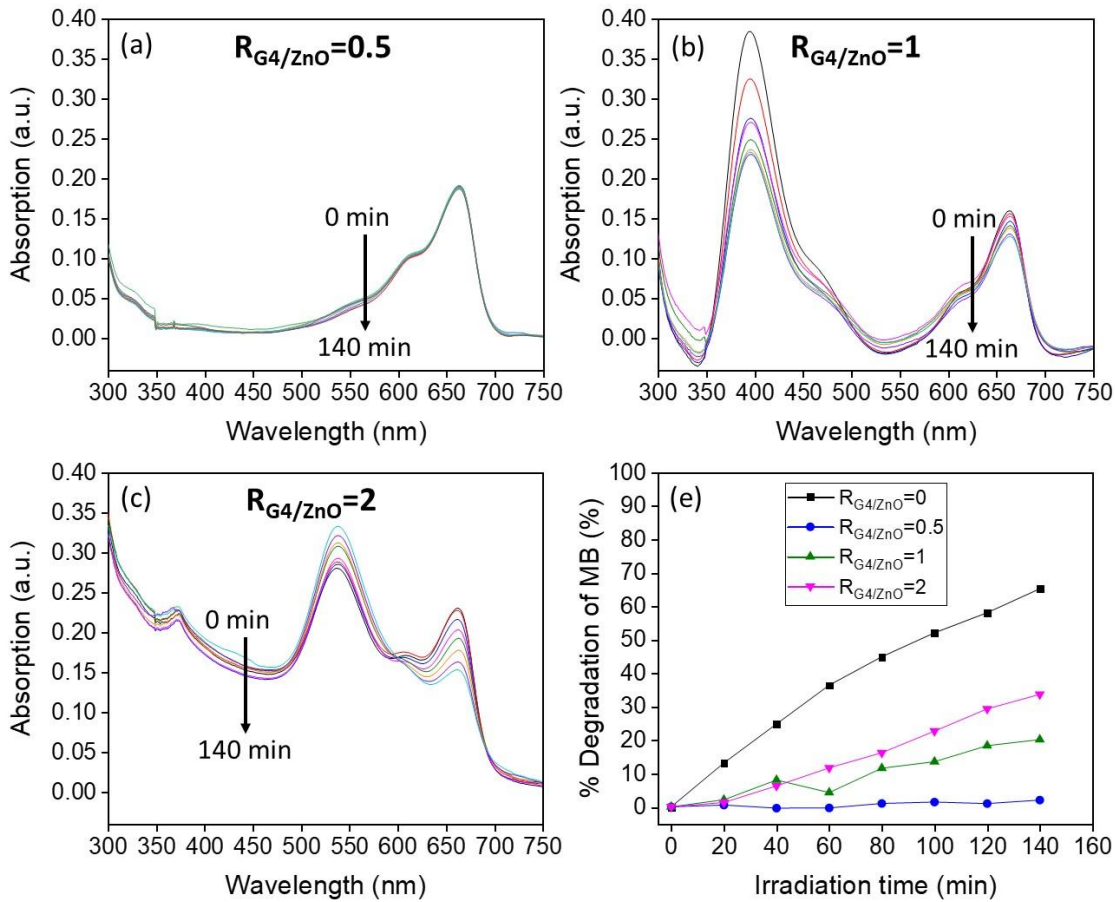 (a) R_G4/ZnO=0.5
Absorption (a.u.)
0.40
0.35
0.30
0.25
0.20
0.15
0.10
0.05
0.00
0 min
140 min
300 350 400 450 500 550 600 650 700 750
Wavelength (nm)
(b) R_G4/ZnO=1
Absorption (a.u.)
0.40
0.35
0.30
0.25
0.20
0.15
0.10
0.05
0.00
0 min
140 min
300 350 400 450 500 550 600 650 700 750
Wavelength (nm)
(c) R_G4/ZnO=2
Absorption (a.u.)
0.40
0.35
0.30
0.25
0.20
0.15
0.10
0.05
0.00
0 min
140 min
300 350 400 450 500 550 600 650 700 750
Wavelength (nm)
(e)
% Degradation of MB (%)
100
90
80
70
60
50
40
30
20
10
0
R_G4/ZnO=0
R_G4/ZnO=0.5
R_G4/ZnO=1
R_G4/ZnO=2
0 20 40 60 80 100 120 140 160
Irradiation time (min)